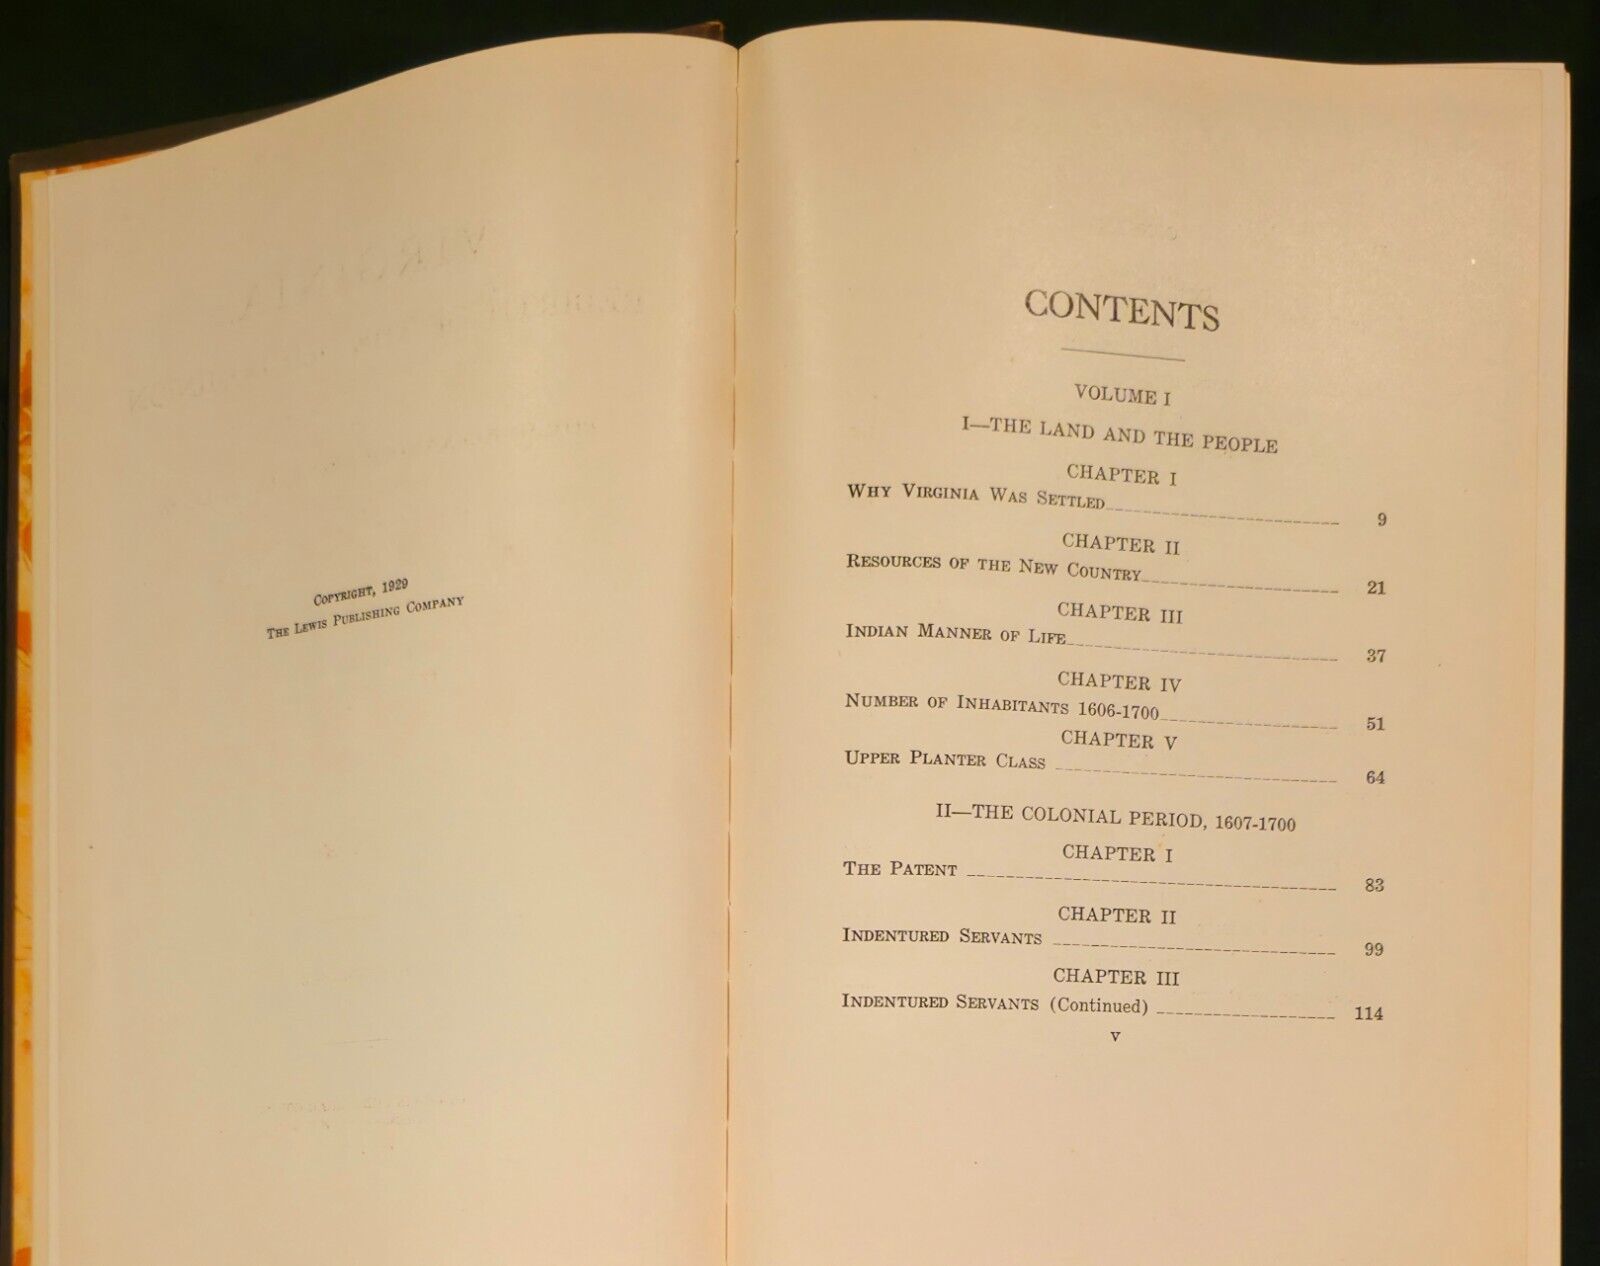 COPYRIGHT, 1929
THE LEWIS PUBLISHING COMPANY
CONTENTS
VOLUME I
I—THE LAND AND THE PEOPLE
CHAPTER I
WHY VIRGINIA WAS SETTLED 9
CHAPTER II
RESOURCES OF THE NEW COUNTRY 21
CHAPTER III
INDIAN MANNER OF LIFE 37
CHAPTER IV
NUMBER OF INHABITANTS 1606-1700 51
CHAPTER V
UPPER PLANTER CLASS 64
II—THE COLONIAL PERIOD, 1607-1700
CHAPTER I
THE PATENT 83
CHAPTER II
INDENTURED SERVANTS 99
CHAPTER III
INDENTURED SERVANTS (Continued) 114
v